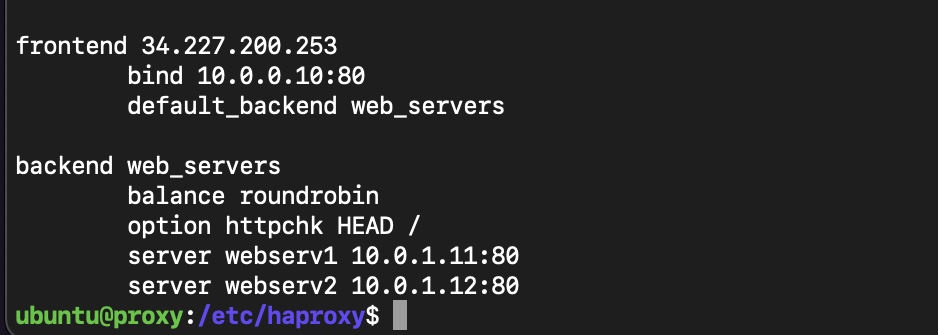 frontend 34.227.200.253
bind 10.0.0.10:80
default_backend web_servers
backend web_servers
balance roundrobin
option httpchk HEAD /
server webserv1 10.0.1.11:80
server webserv2 10.0.1.12:80
ubuntu@proxy:/etc/haproxy$